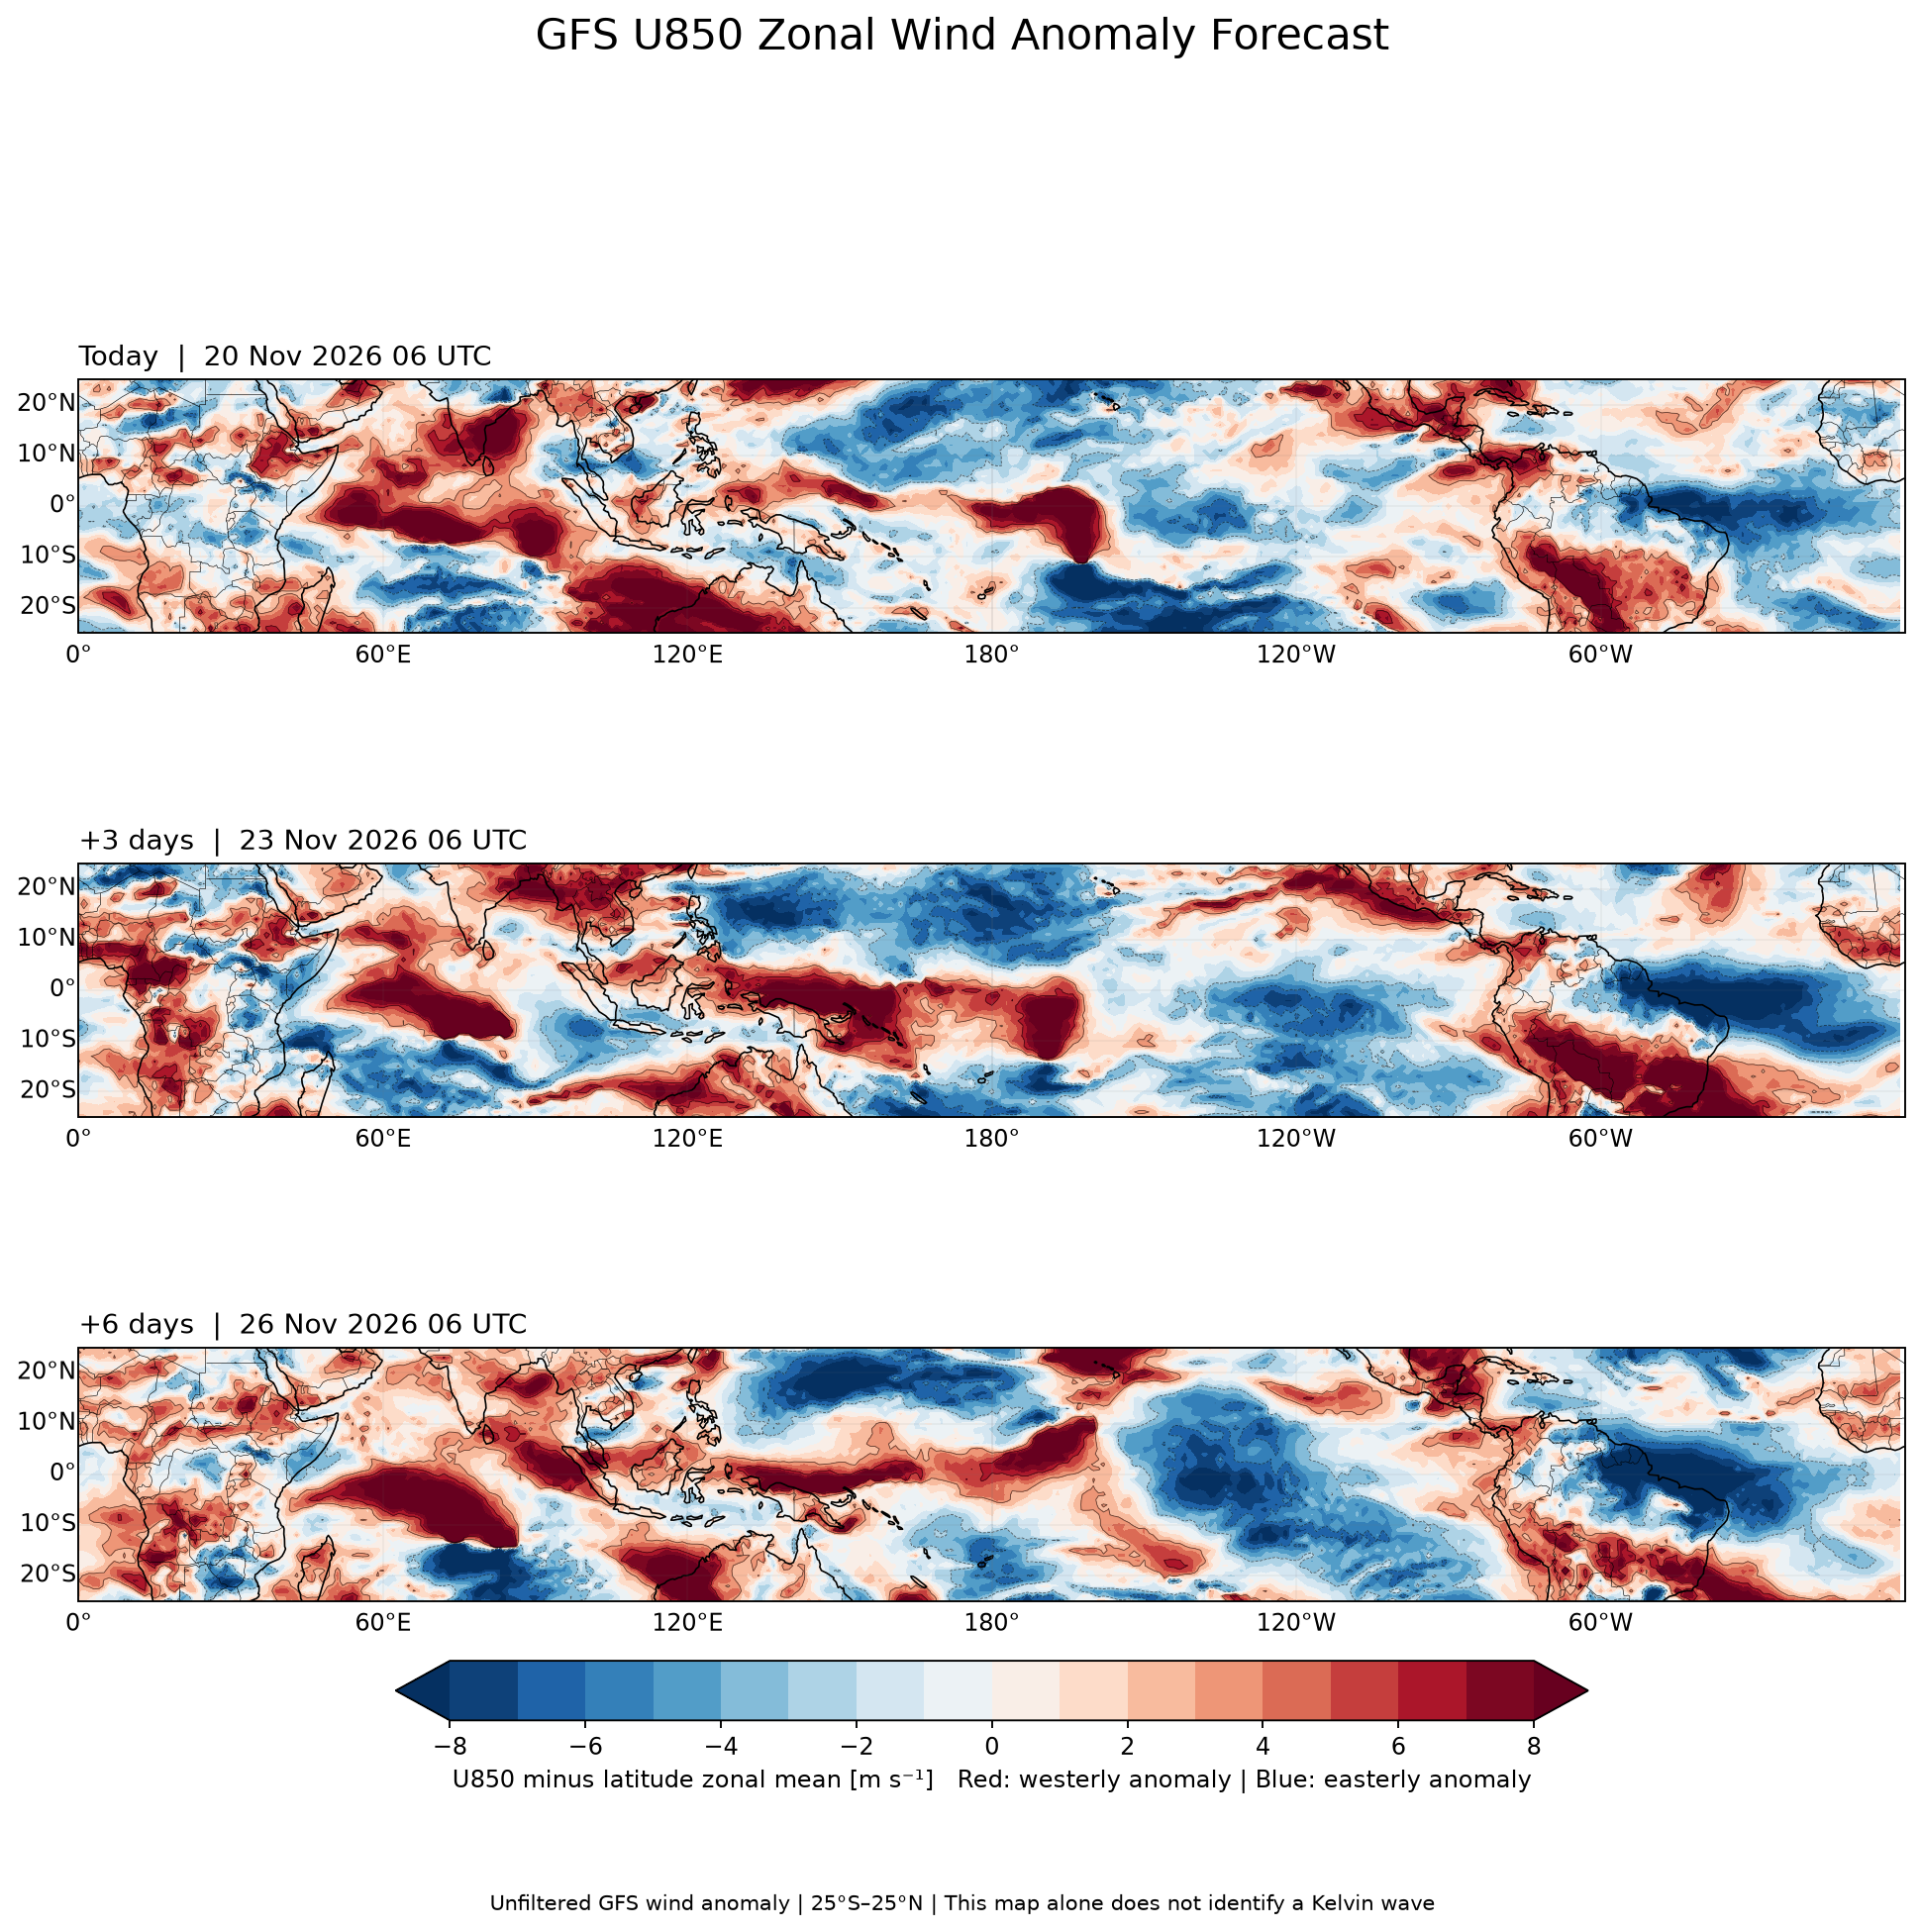 GFS U850 Zonal Wind Anomaly Forecast
Today | 20 Nov 2026 06 UTC
20°N
10°N
0°
10°S
20°S
0° 60°E 120°E 180° 120°W 60°W
+3 days | 23 Nov 2026 06 UTC
20°N
10°N
0°
10°S
20°S
0° 60°E 120°E 180° 120°W 60°W
+6 days | 26 Nov 2026 06 UTC
20°N
10°N
0°
10°S
20°S
0° 60°E 120°E 180° 120°W 60°W
−8 −6 −4 −2 0 2 4 6 8
U850 minus latitude zonal mean [m s⁻¹] Red: westerly anomaly | Blue: easterly anomaly
Unfiltered GFS wind anomaly | 25°S–25°N | This map alone does not identify a Kelvin wave